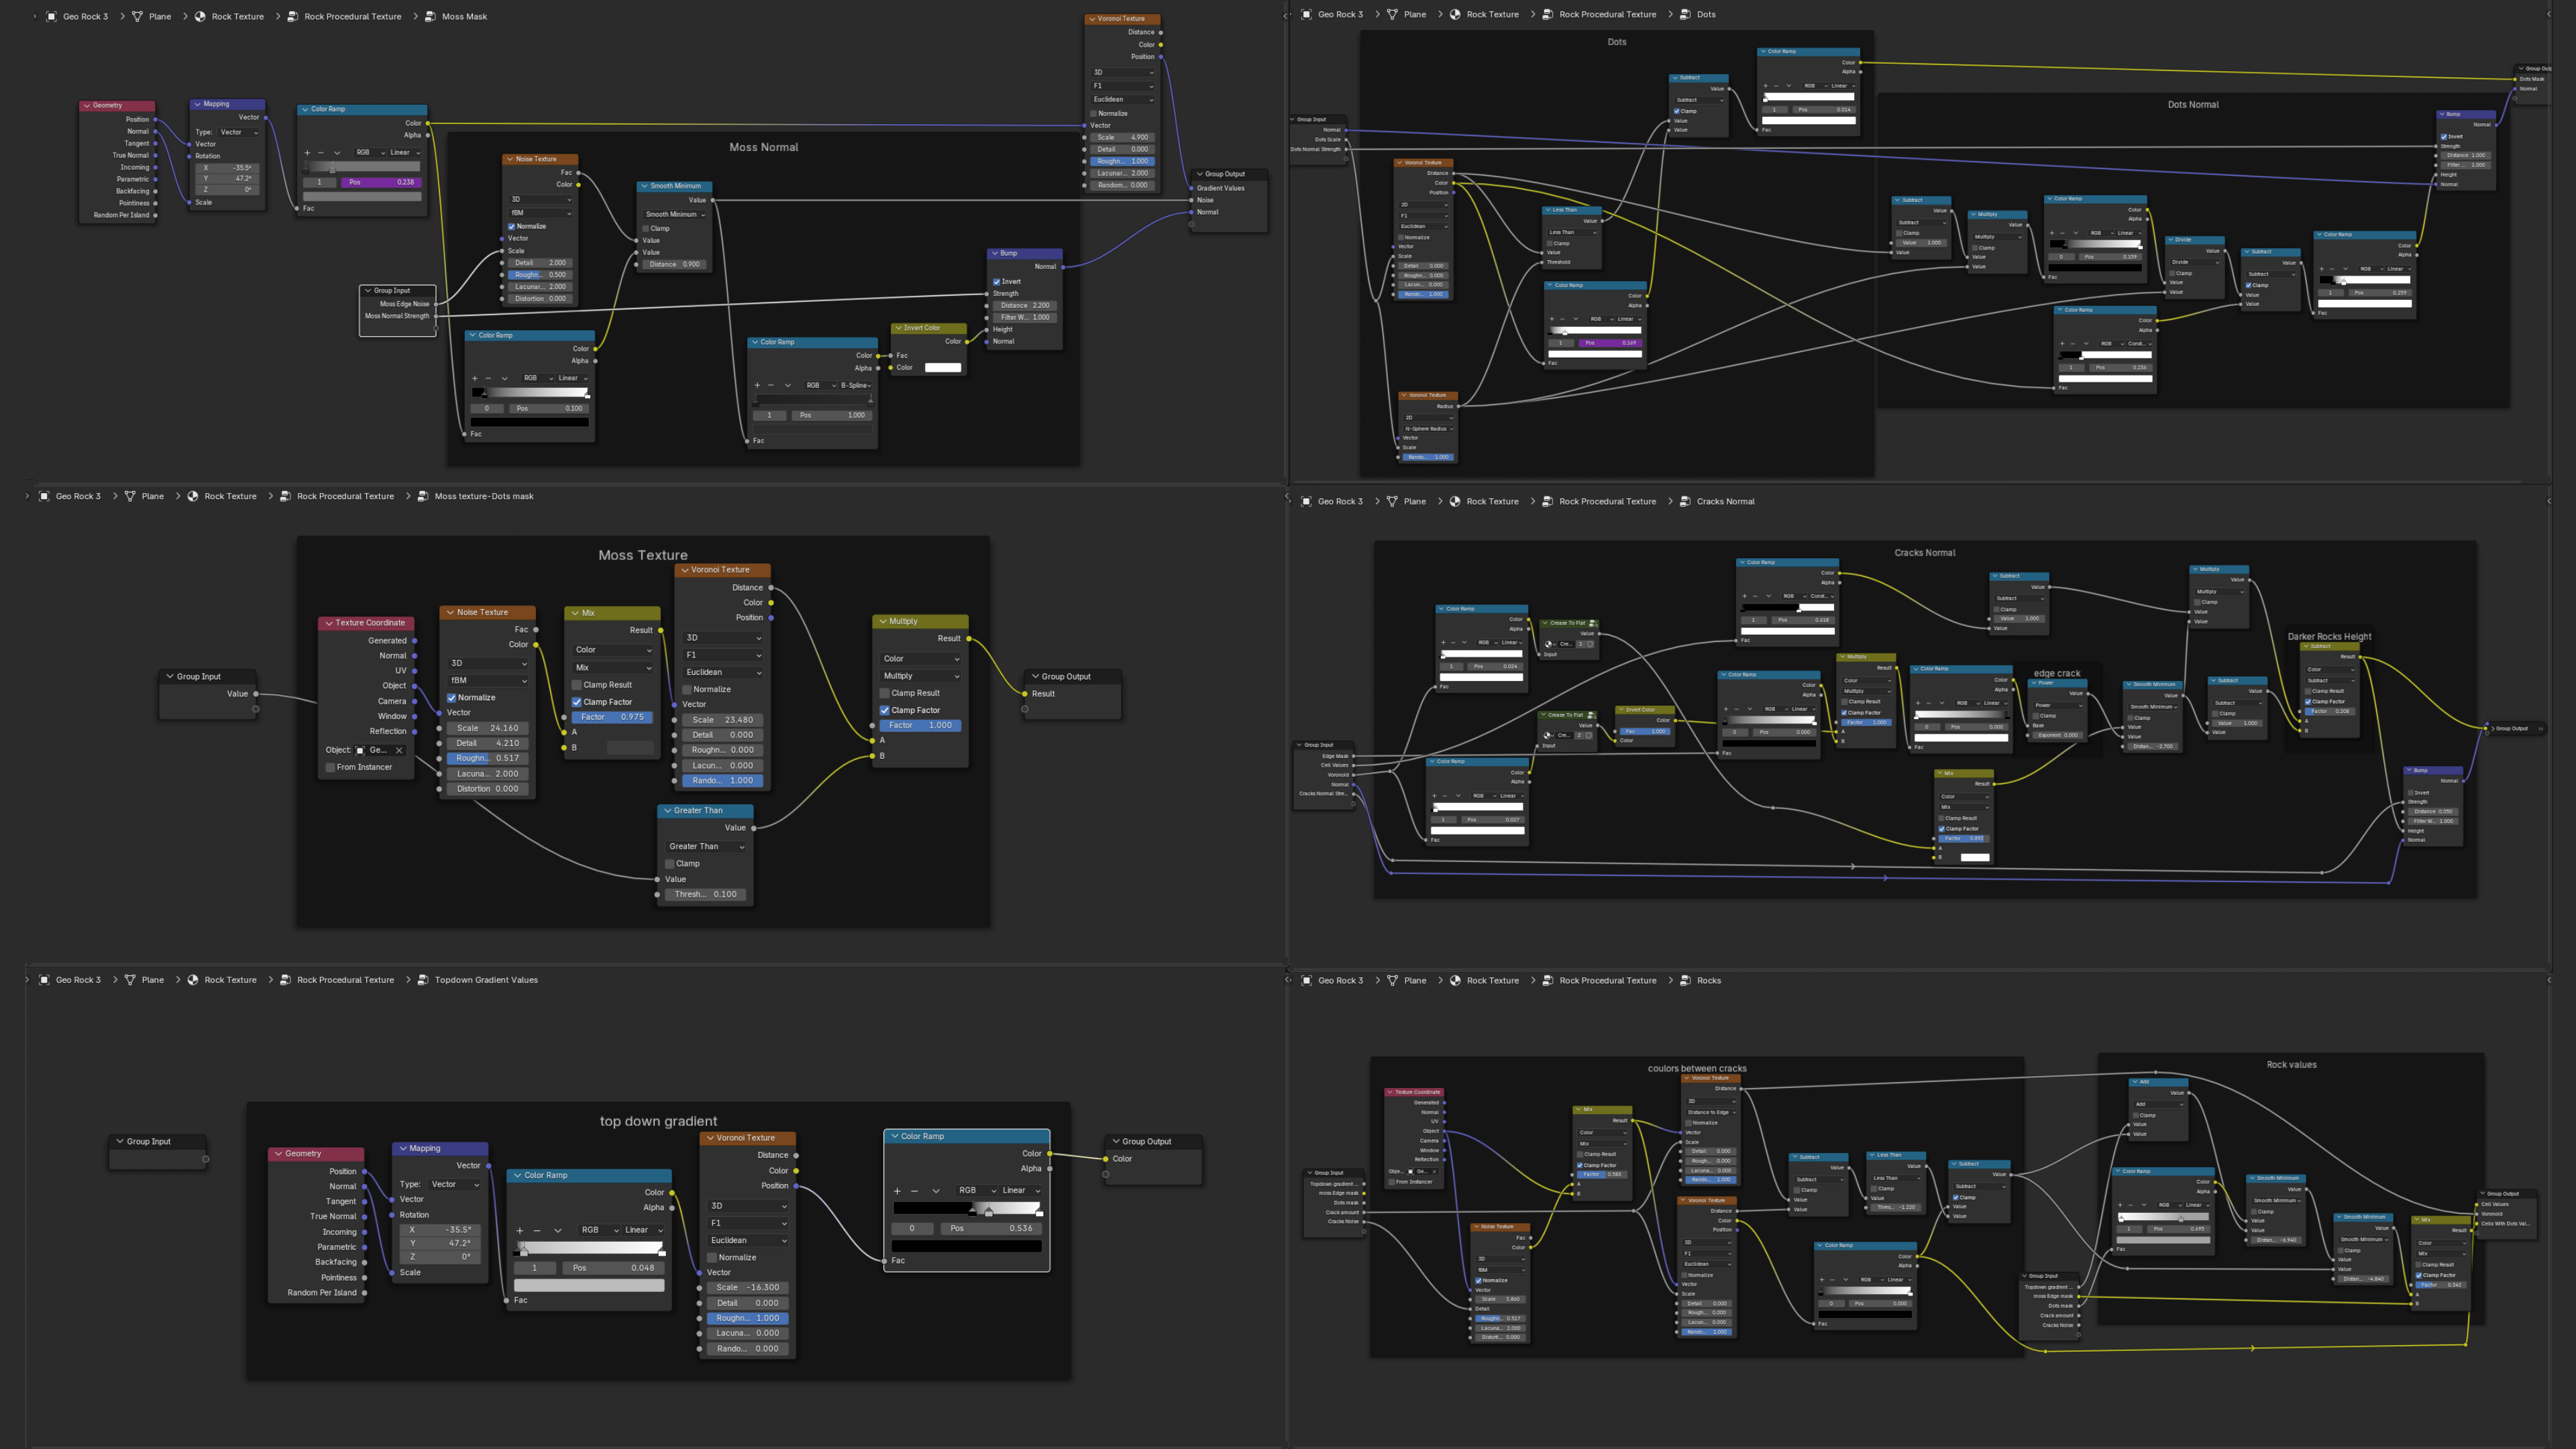 Geo Rock 3 > Plane > Rock Texture > Rock Procedural Texture > Moss Mask
Geometry
Position
Normal
Tangent
True Normal
Incoming
Parametric
Backfacing
Pointiness
Random Per Island
Mapping
Vector
Type: Vector
Vector
Rotation
X -35.5°
Y 47.2°
Z 0°
Scale
Color Ramp
Color
Alpha
RGB Linear
1 Pos 0.238
Fac
Moss Normal
Noise Texture
Fac
Color
3D
fBM
Normalize
Vector
Scale
Detail 2.000
Roughn... 0.500
Lacunar... 2.000
Distortion 0.000
Smooth Minimum
Value
Smooth Minimum
Clamp
Value
Value
Distance 0.900
Group Input
Moss Edge Noise
Moss Normal Strength
Color Ramp
Color
Alpha
RGB Linear
0 Pos 0.100
Fac
Color Ramp
Color
Alpha
RGB B-Spline
1 Pos 1.000
Fac
Invert Color
Color
Fac
Color
Bump
Normal
Invert
Strength
Distance 2.200
Filter W... 1.000
Height
Normal
Voronoi Texture
Distance
Color
Position
3D
F1
Euclidean
Normalize
Vector
Scale 4.900
Detail 0.000
Roughn... 1.000
Lacunar... 2.000
Random... 0.000
Group Output
Gradient Values
Noise
Normal
Geo Rock 3 > Plane > Rock Texture > Rock Procedural Texture > Dots
Dots
Group Input
Normal
Dots Scale
Dots Normal Strength
Voronoi Texture
Distance
Color
Position
2D
F1
Euclidean
Normalize
Vector
Scale
Detail 0.000
Roughn... 0.000
Lacun... 0.000
Rando... 1.000
Voronoi Texture
Radius
2D
N-Sphere Radius
Vector
Scale
Rando... 1.000
Less Than
Value
Less Than
Clamp
Value
Threshold
Color Ramp
Color
Alpha
RGB Linear
1 Pos
Fac
Subtract
Value
Subtract
Clamp
Value
Value
Color Ramp
Color
Alpha
RGB Linear
1 Pos 0.014
Fac
Dots Normal
Subtract
Value
Subtract
Clamp
Value 1.000
Value
Multiply
Value
Multiply
Clamp
Value
Value
Color Ramp
Color
Alpha
RGB Linear
0 Pos 0.159
Fac
Divide
Value
Divide
Clamp
Value
Value
Subtract
Value
Subtract
Clamp
Value
Value
Color Ramp
Color
Alpha
RGB Linear
1 Pos 0.259
Fac
Color Ramp
Color
Alpha
RGB Const...
1 Pos 0.236
Fac
Bump
Normal
Invert
Strength
Distance 1.000
Filter ... 1.000
Height
Normal
Group Out
Dots Mask
Normal
Geo Rock 3 > Plane > Rock Texture > Rock Procedural Texture > Moss texture-Dots mask
Moss Texture
Group Input
Value
Texture Coordinate
Generated
Normal
UV
Object
Camera
Window
Reflection
Object: Ge...
From Instancer
Noise Texture
Fac
Color
3D
fBM
Normalize
Vector
Scale 24.160
Detail 4.210
Roughn... 0.517
Lacuna... 2.000
Distortion 0.000
Mix
Result
Color
Mix
Clamp Result
Clamp Factor
Factor 0.975
A
B
Voronoi Texture
Distance
Color
Position
3D
F1
Euclidean
Normalize
Vector
Scale 23.480
Detail 0.000
Roughn... 0.000
Lacun... 0.000
Rando... 1.000
Greater Than
Value
Greater Than
Clamp
Value
Thresh... 0.100
Multiply
Result
Color
Multiply
Clamp Result
Clamp Factor
Factor 1.000
A
B
Group Output
Result
Geo Rock 3 > Plane > Rock Texture > Rock Procedural Texture > Cracks Normal
Cracks Normal
Group Input
Edge Mask
Cell Values
Voronoid
Normal
Cracks Normal Stre...
Color Ramp
Color
Alpha
RGB Linear
1 Pos 0.024
Fac
Crease To Flat
Value
Cre... 2
Input
Color Ramp
Color
Alpha
RGB Linear
1 Pos 0.027
Fac
Crease To Flat
Value
Cre... 2
Input
Invert Color
Color
Fac 1.000
Color
Color Ramp
Color
Alpha
RGB Const...
1 Pos 0.618
Fac
Color Ramp
Color
Alpha
RGB Linear
0 Pos 0.000
Fac
Multiply
Result
Color
Multiply
Clamp Result
Clamp Factor
Factor 1.000
A
B
Color Ramp
Color
Alpha
RGB Linear
0 Pos 0.000
Fac
edge crack
Power
Value
Power
Clamp
Base
Exponent 0.000
Mix
Result
Color
Mix
Clamp Result
Clamp Factor
Factor
A
B
Subtract
Value
Subtract
Clamp
Value 1.000
Value
Smooth Minimum
Value
Smooth Minimum
Clamp
Value
Value
Distan... -2.700
Multiply
Value
Multiply
Clamp
Value
Value
Subtract
Value
Subtract
Clamp
Value 1.000
Value
Darker Rocks Height
Subtract
Result
Color
Subtract
Clamp Result
Clamp Factor
Factor 0.208
A
B
Bump
Normal
Invert
Strength
Distance 0.050
Filter W... 1.000
Height
Normal
Group Output
Geo Rock 3 > Plane > Rock Texture > Rock Procedural Texture > Topdown Gradient Values
top down gradient
Group Input
Geometry
Position
Normal
Tangent
True Normal
Incoming
Parametric
Backfacing
Pointiness
Random Per Island
Mapping
Vector
Type: Vector
Vector
Rotation
X -35.5°
Y 47.2°
Z 0°
Scale
Color Ramp
Color
Alpha
RGB Linear
1 Pos 0.048
Fac
Voronoi Texture
Distance
Color
Position
3D
F1
Euclidean
Normalize
Vector
Scale -16.300
Detail 0.000
Roughn... 1.000
Lacuna... 0.000
Rando... 0.000
Color Ramp
Color
Alpha
RGB Linear
0 Pos 0.536
Fac
Group Output
Color
Geo Rock 3 > Plane > Rock Texture > Rock Procedural Texture > Rocks
coulors between cracks
Group Input
Topdown gradient ...
moss Edge mask
Dots mask
Crack amount
Cracks Noise
Texture Coordinate
Generated
Normal
UV
Object
Camera
Window
Reflection
Obje... Ge...
From Instancer
Noise Texture
Fac
Color
3D
fBM
Normalize
Vector
Scale 3.860
Detail
Roughn... 0.517
Lacuna... 2.000
Distort... 0.000
Mix
Result
Color
Mix
Clamp Result
Clamp Factor
Factor
A
B
Voronoi Texture
Distance
3D
Distance to Edge
Normalize
Vector
Scale
Detail 0.000
Rough... 0.000
Lacuna... 0.000
Rando... 1.000
Voronoi Texture
Distance
Color
Position
3D
F1
Euclidean
Normalize
Vector
Scale
Detail 0.000
Rough... 0.000
Lacun... 0.000
Rando... 1.000
Subtract
Value
Subtract
Clamp
Value
Value
Less Than
Value
Less Than
Clamp
Value
Thres... -1.220
Subtract
Value
Subtract
Clamp
Value
Value
Color Ramp
Color
Alpha
RGB Linear
0 Pos 0.000
Fac
Rock values
Group Input
Topdown gradient ...
moss Edge mask
Dots mask
Crack amount
Cracks Noise
Add
Value
Add
Clamp
Value
Value
Color Ramp
Color
Alpha
RGB Linear
1 Pos 0.695
Fac
Smooth Minimum
Value
Smooth Minimum
Clamp
Value
Value
Distan... -6.940
Smooth Minimum
Value
Smooth Minimum
Clamp
Value
Value
Distan... -4.840
Mix
Result
Color
Mix
Clamp Result
Clamp Factor
Factor 0.342
A
B
Group Output
Cell Values
Voronoid
Cells With Dots Val...